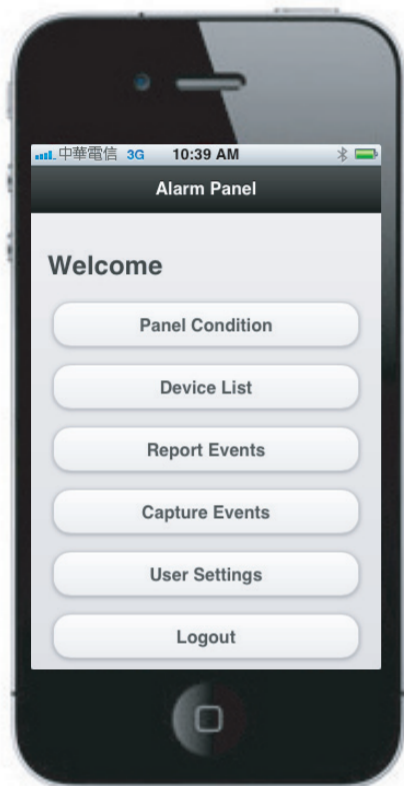 中華電信 3G 10:39 AM
Alarm Panel
Welcome
Panel Condition
Device List
Report Events
Capture Events
User Settings
Logout